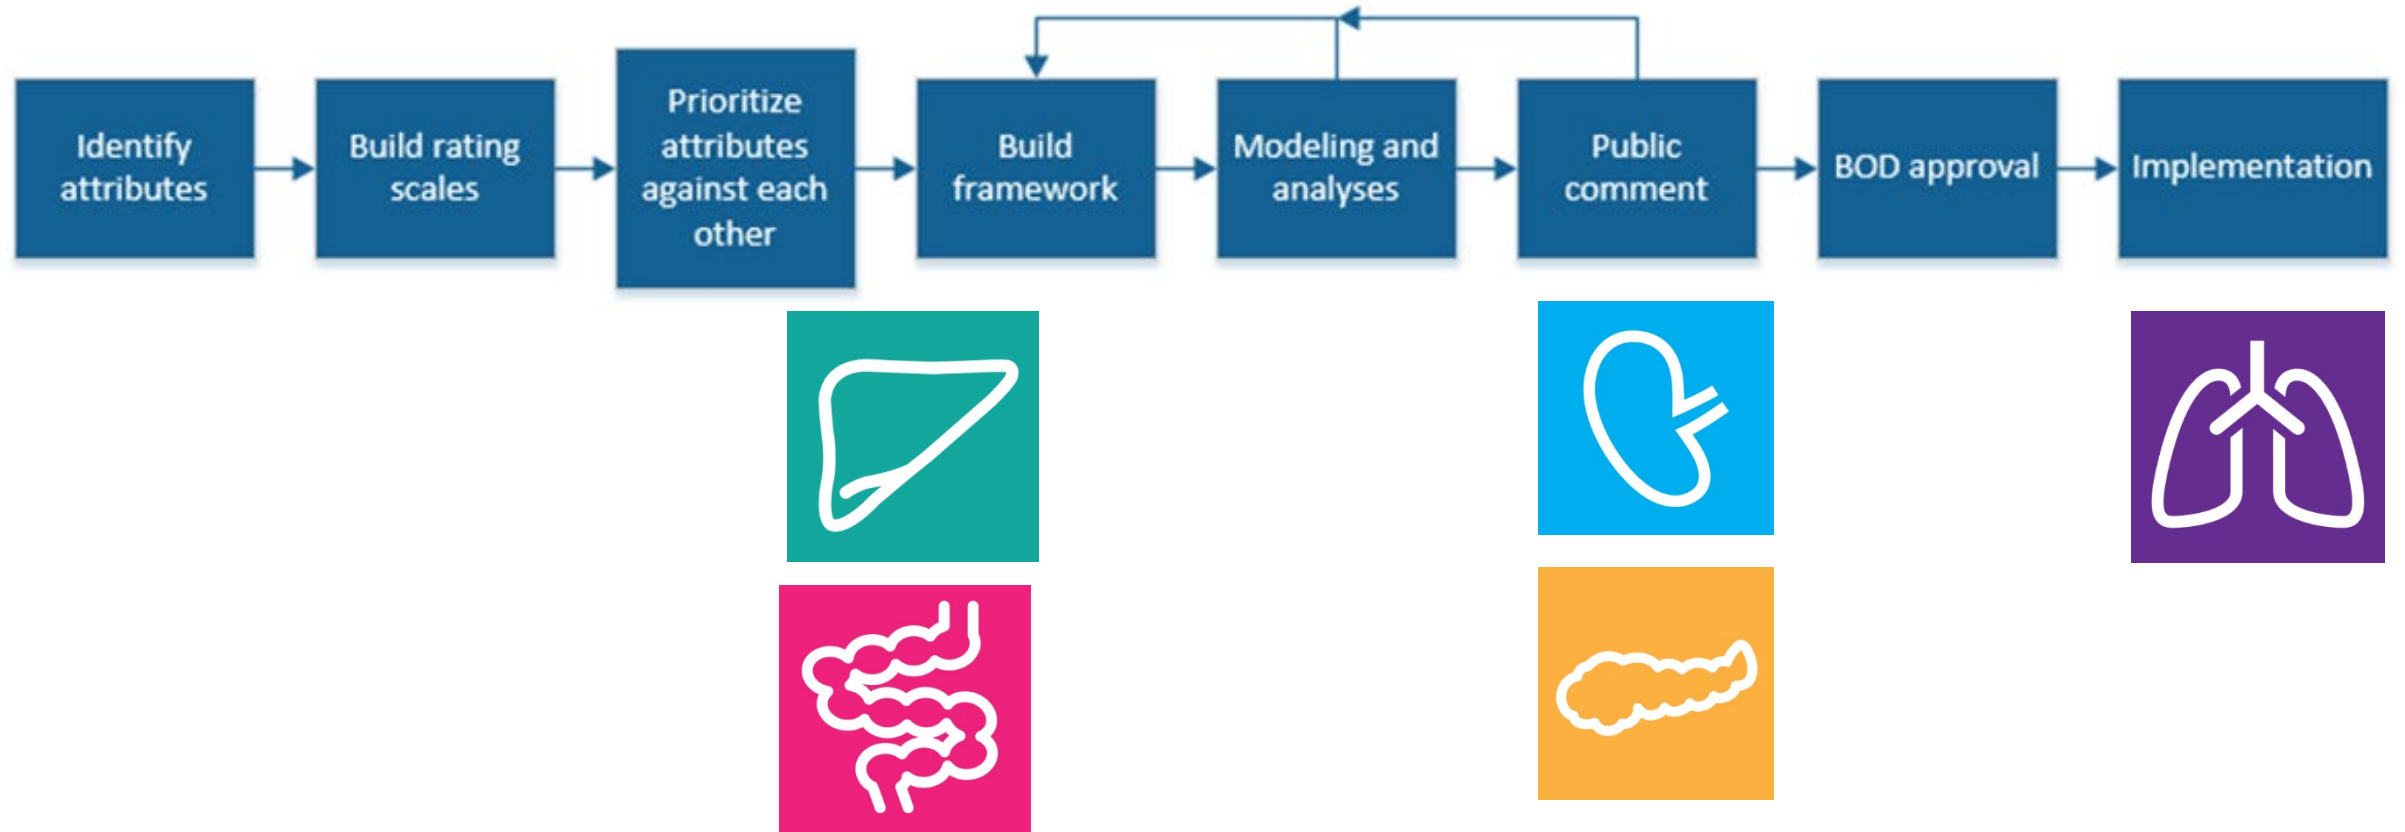 Identify
attributes
Build rating
scales
Prioritize
attributes
against each
other
Build
framework
Modeling and
analyses
Public
comment
BOD approval
Implementation